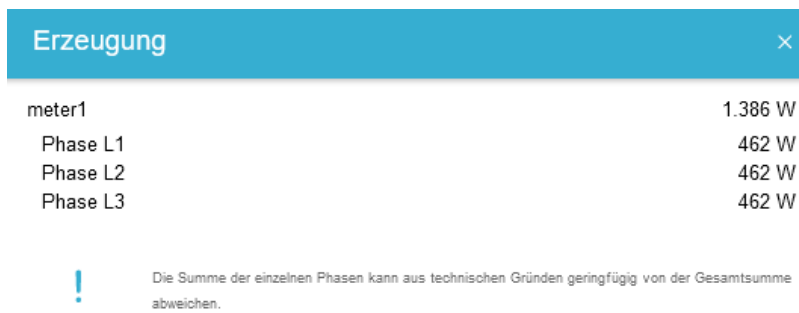 Erzeugung ×
meter1 1.386 W
Phase L1 462 W
Phase L2 462 W
Phase L3 462 W
! Die Summe der einzelnen Phasen kann aus technischen Gründen geringfügig von der Gesamtsumme
abweichen.